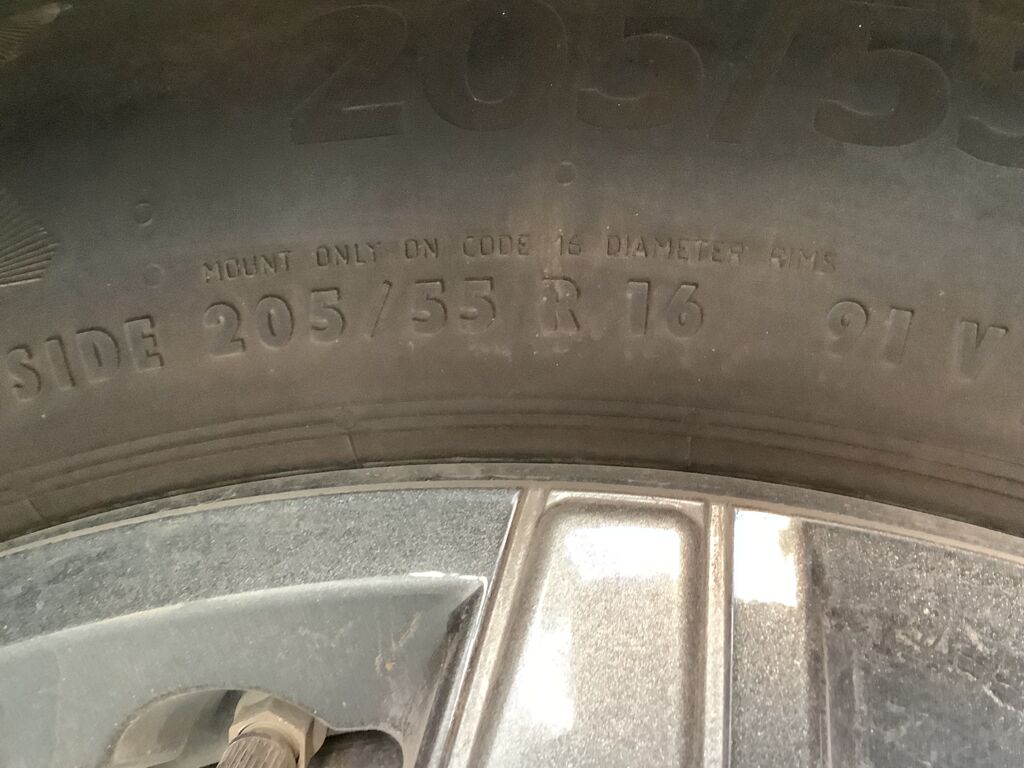 205/55
MOUNT ONLY ON CODE 16 DIAMETER RIMS
SIDE 205/55 R 16 91 V